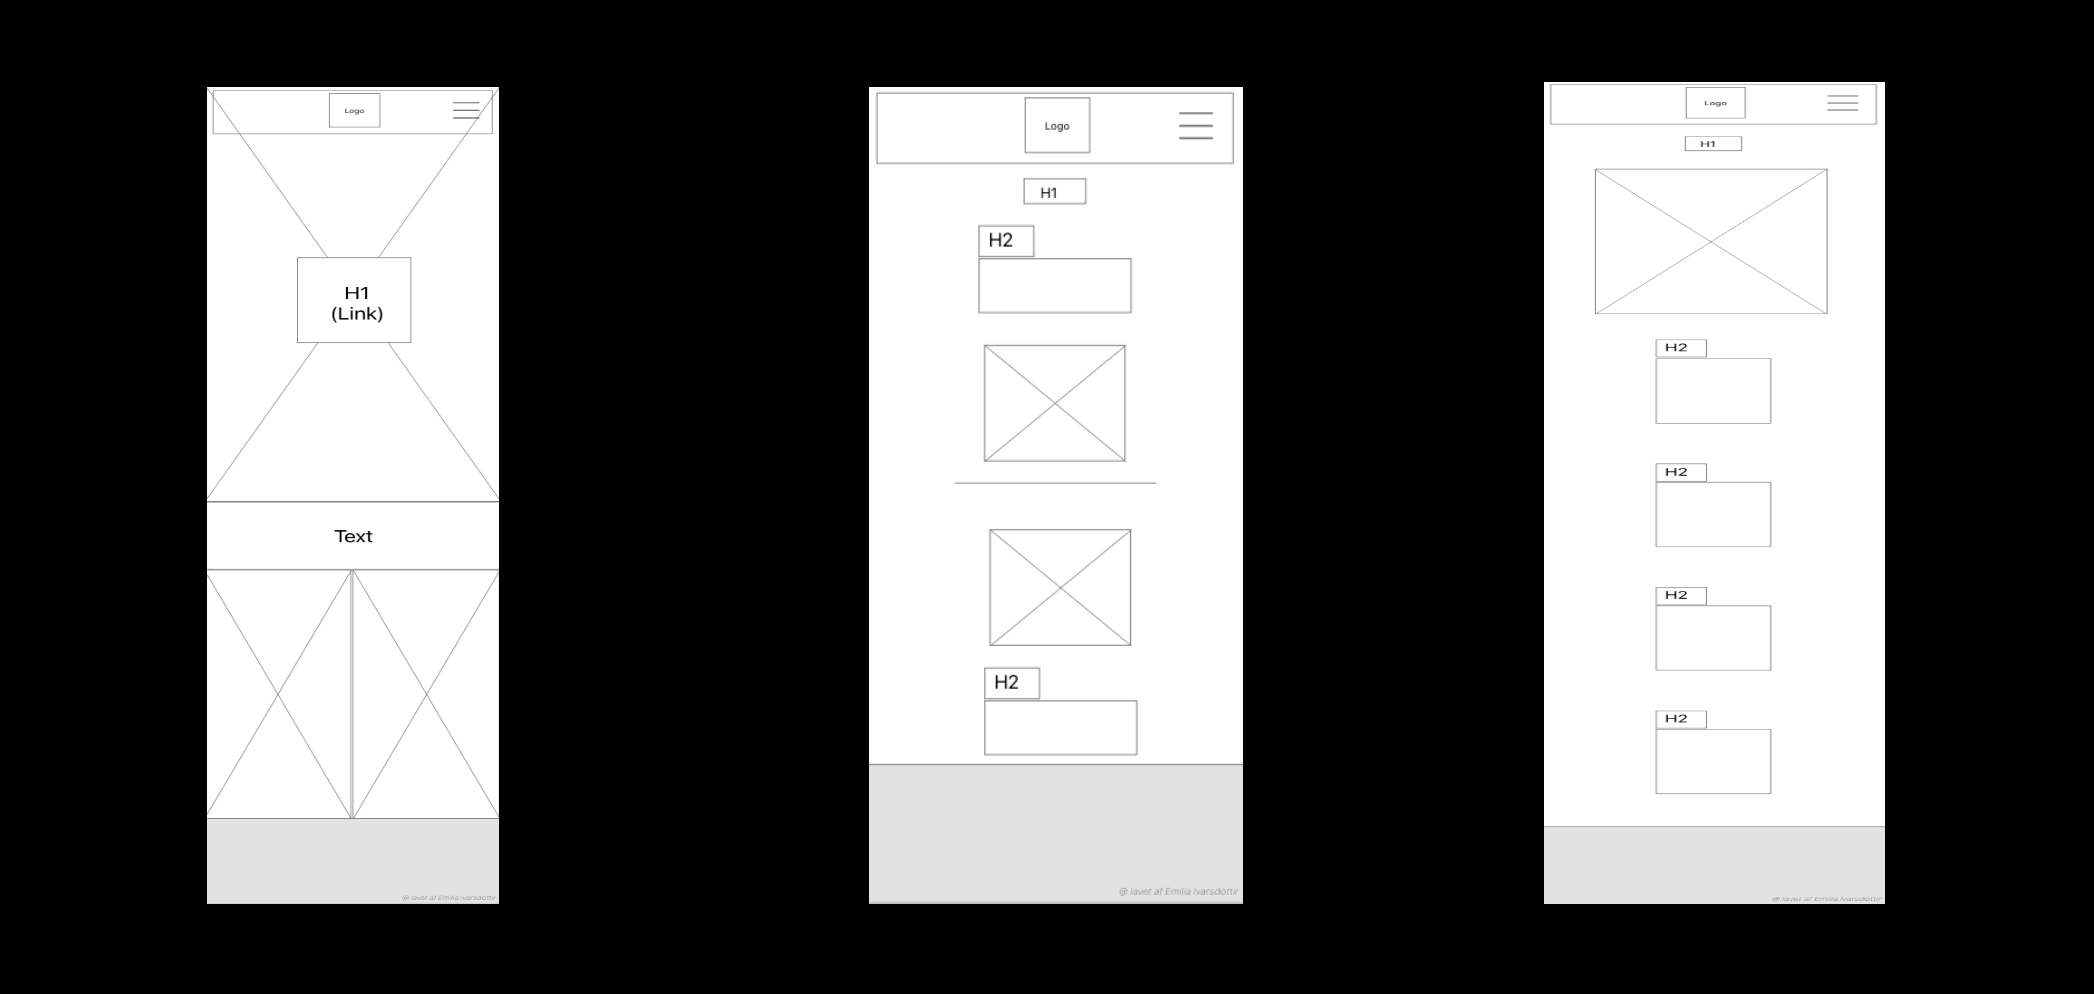 Logo
H1
(Link)
Text
@ lavet af Emilia Ivarsdottir
Logo
H1
H2
H2
@ lavet af Emilia Ivarsdottir
Logo
H1
H2
H2
H2
H2
@ lavet af Emilia Ivarsdottir